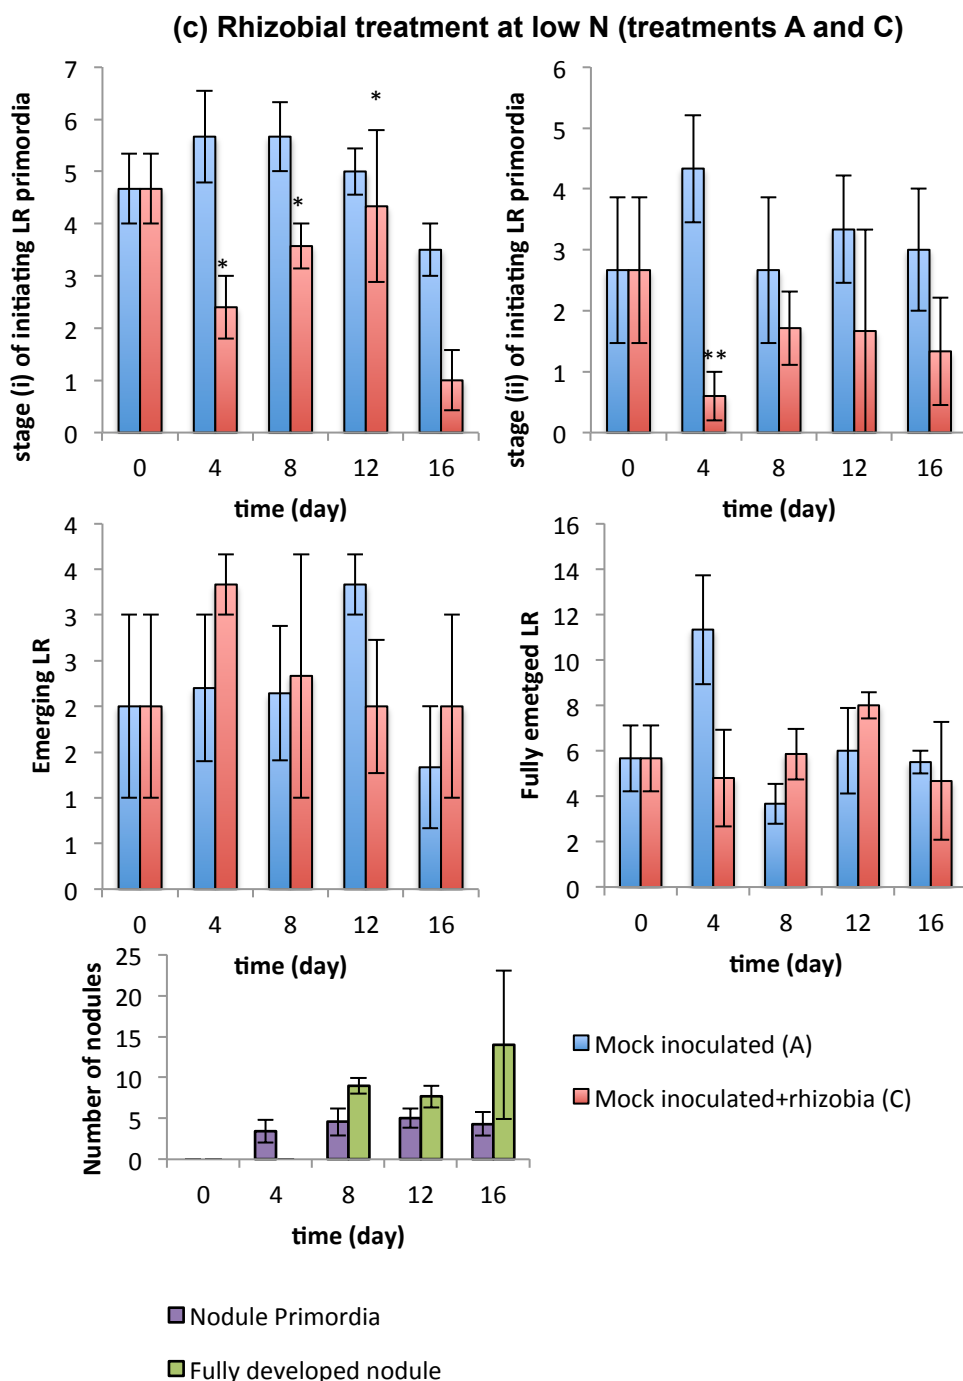 (c) Rhizobial treatment at low N (treatments A and C)
stage (i) of initiating LR primordia
7
6
5
4
3
2
1
0
*
*
*
0 4 8 12 16
time (day)
stage (ii) of initiating LR primordia
6
5
4
3
2
1
0
**
0 4 8 12 16
time (day)
Emerging LR
4
4
3
3
2
2
1
1
0
0 4 8 12 16
time (day)
Fully emetged LR
16
14
12
10
8
6
4
2
0
0 4 8 12 16
time (day)
Number of nodules
25
20
15
10
5
0
0 4 8 12 16
time (day)
Mock inoculated (A)
Mock inoculated+rhizobia (C)
Nodule Primordia
Fully developed nodule